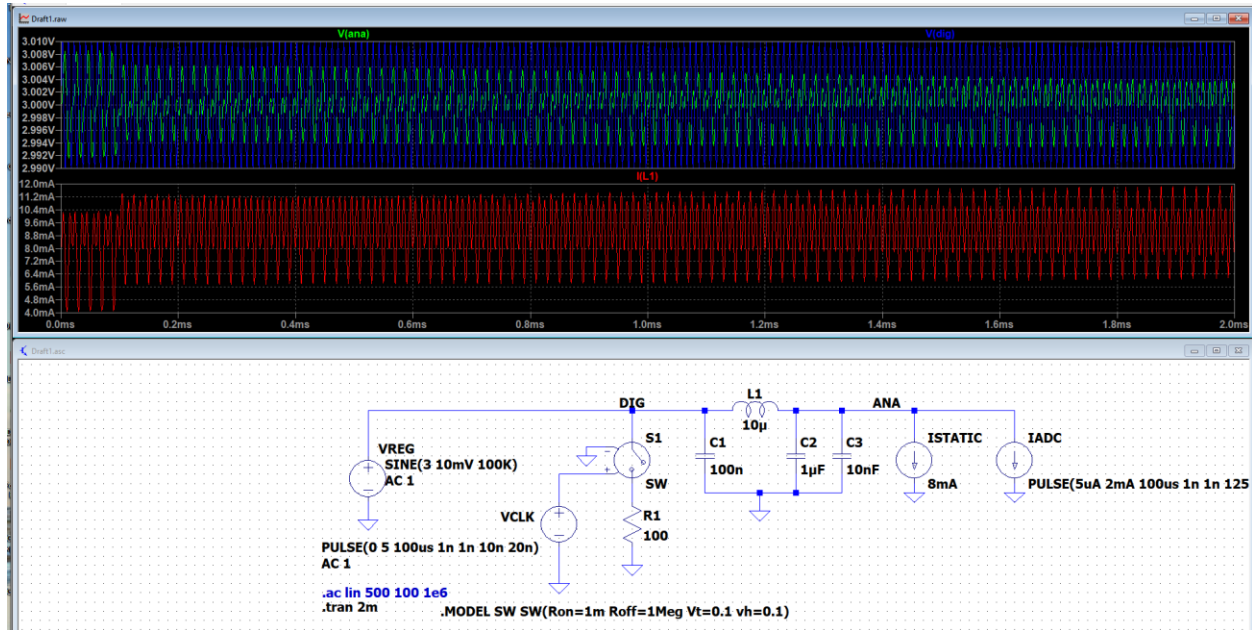 Draft1.raw
V(ana) V(dig)
3.010V
3.008V
3.006V
3.004V
3.002V
3.000V
2.998V
2.996V
2.994V
2.992V
2.990V
I(L1)
12.0mA
11.2mA
10.4mA
9.6mA
8.8mA
8.0mA
7.2mA
6.4mA
5.6mA
4.8mA
4.0mA
0.0ms 0.2ms 0.4ms 0.6ms 0.8ms 1.0ms 1.2ms 1.4ms 1.6ms 1.8ms 2.0ms
Draft1.asc
L1
DIG ANA
10µ
VREG
SINE(3 10mV 100K)
AC 1
S1
SW
C1
100n
C2
1µF
C3
10nF
ISTATIC
8mA
IADC
PULSE(5uA 2mA 100us 1n 1n 125
VCLK
R1
100
PULSE(0 5 100us 1n 1n 10n 20n)
AC 1
.ac lin 500 100 1e6
.tran 2m
.MODEL SW SW(Ron=1m Roff=1Meg Vt=0.1 vh=0.1)